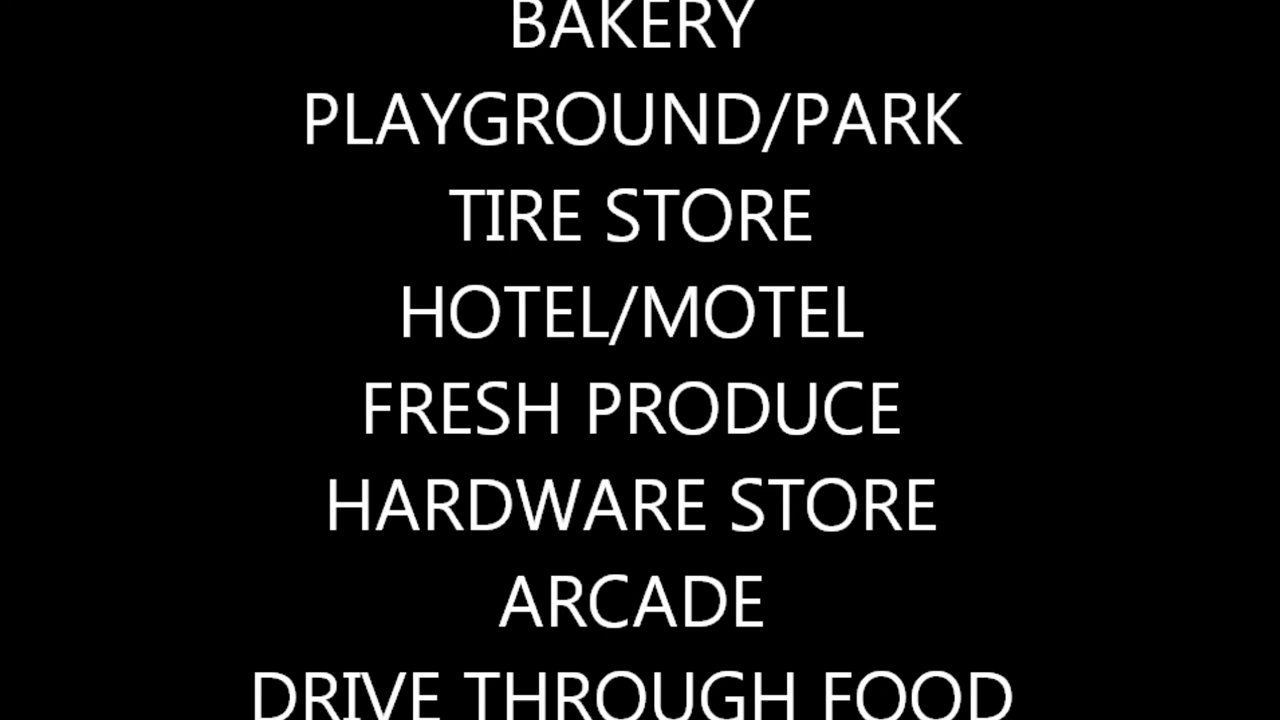 BAKERY
PLAYGROUND/PARK
TIRE STORE
HOTEL/MOTEL
FRESH PRODUCE
HARDWARE STORE
ARCADE
DRIVE THROUGH FOOD